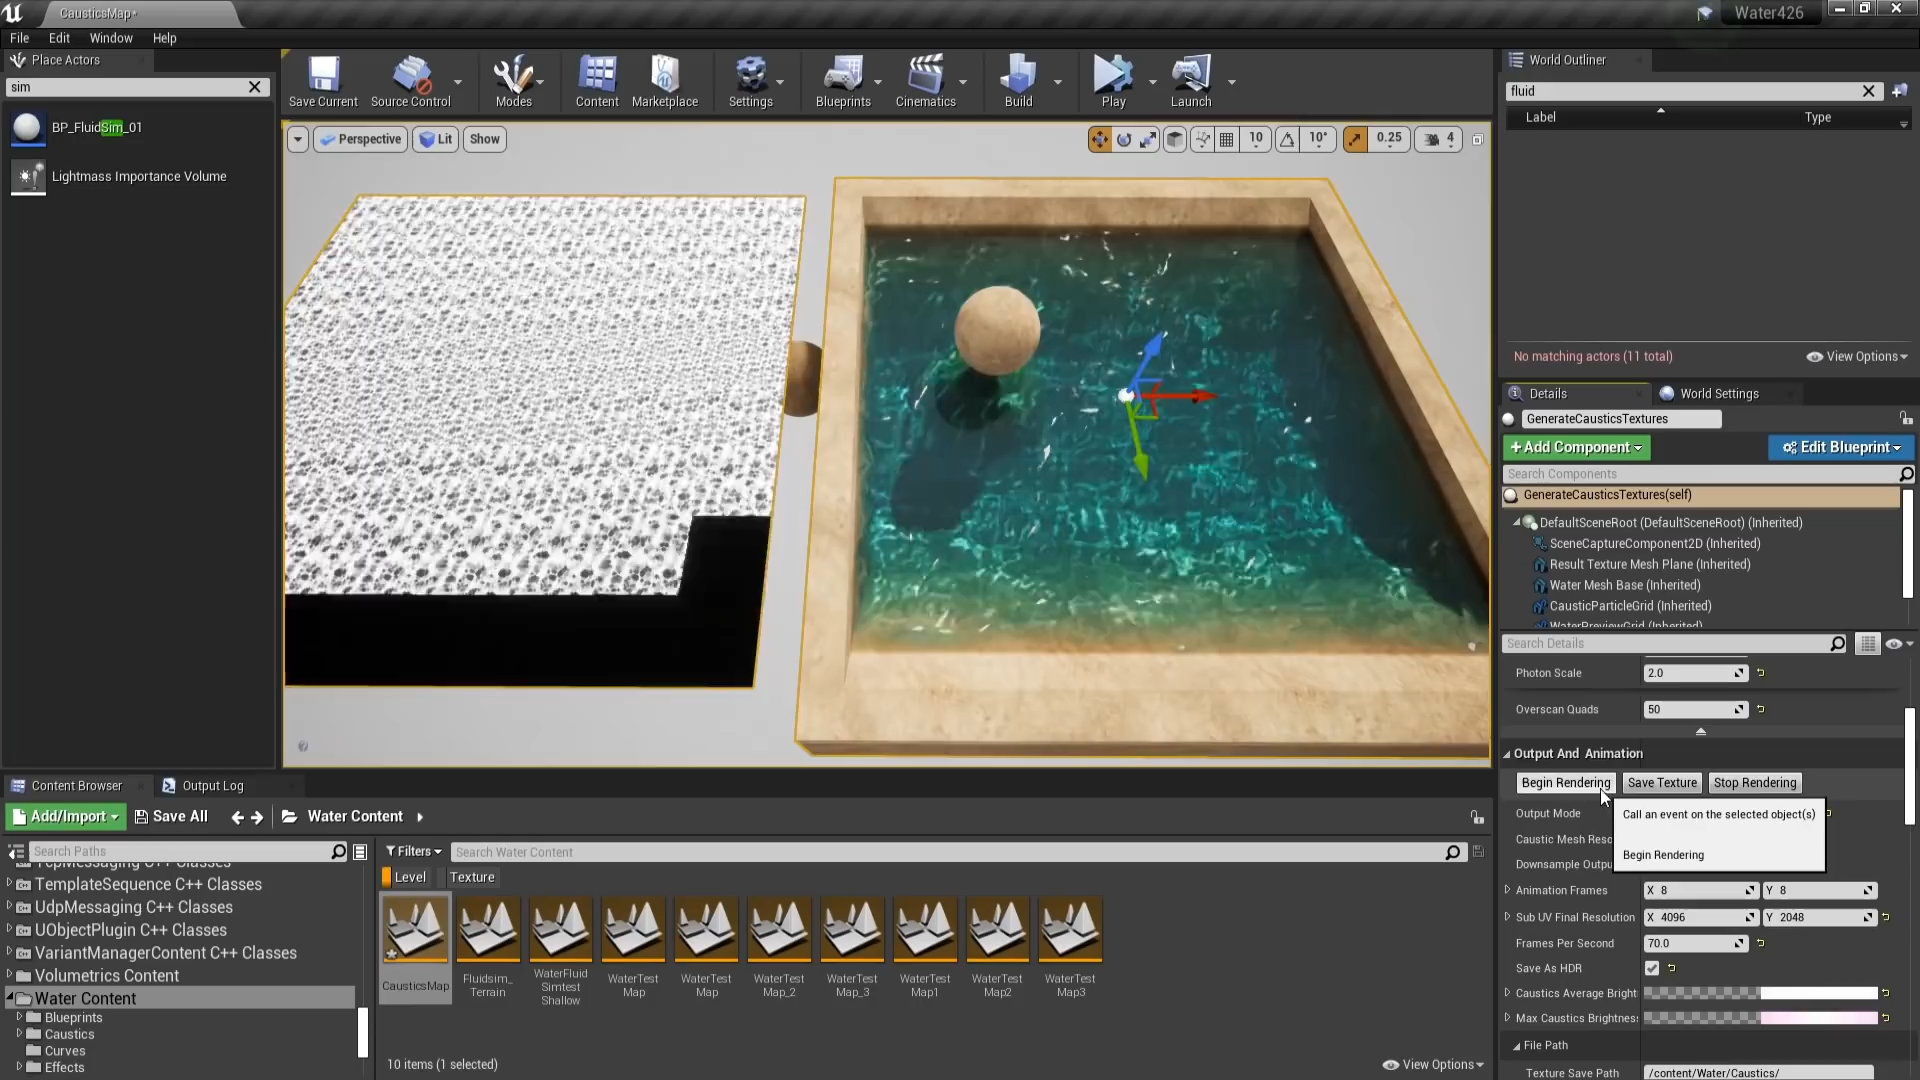 CausticsMap*
Water426
File Edit Window Help
Place Actors
sim
BP_FluidSim_01
Lightmass Importance Volume
Save Current
Source Control
Modes
Content
Marketplace
Settings
Blueprints
Cinematics
Build
Play
Launch
Perspective
Lit
Show
10
10°
0.25
4
World Outliner
fluid
Label Type
No matching actors (11 total)
View Options
Details
World Settings
GenerateCausticsTextures
+Add Component
Edit Blueprint
Search Components
GenerateCausticsTextures(self)
DefaultSceneRoot (DefaultSceneRoot) (Inherited)
SceneCaptureComponent2D (Inherited)
Result Texture Mesh Plane (Inherited)
Water Mesh Base (Inherited)
CausticParticleGrid (Inherited)
WaterPreviewGrid (Inherited)
Search Details
Photon Scale 2.0
Overscan Quads 50
Output And Animation
Begin Rendering Save Texture Stop Rendering
Output Mode
Call an event on the selected object(s)
Caustic Mesh Reso
Begin Rendering
Downsample Outpu
Animation Frames X 8 Y 8
Sub UV Final Resolution X 4096 Y 2048
Frames Per Second 70.0
Save As HDR
Caustics Average Bright
Max Caustics Brightness
File Path
Texture Save Path /content/Water/Caustics/
Content Browser
Output Log
Add/Import
Save All
Water Content
Search Paths
TcpMessaging C++ Classes
TemplateSequence C++ Classes
UdpMessaging C++ Classes
UObjectPlugin C++ Classes
VariantManagerContent C++ Classes
Volumetrics Content
Water Content
Blueprints
Caustics
Curves
Effects
Filters
Search Water Content
Level
Texture
CausticsMap
Fluidsim_
Terrain
WaterFluid
Simtest
Shallow
WaterTest
Map
WaterTest
Map
WaterTest
Map_2
WaterTest
Map_3
WaterTest
Map1
WaterTest
Map2
WaterTest
Map3
10 items (1 selected)
View Options